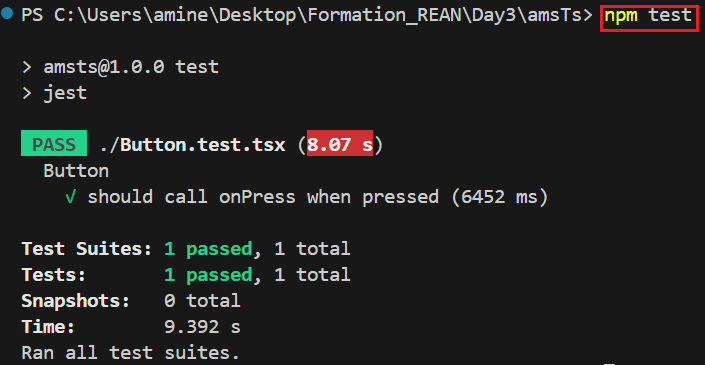 PS C:\Users\amine\Desktop\Formation_REAN\Day3\amsTs> npm test
> amsts@1.0.0 test
> jest
PASS ./Button.test.tsx (8.07 s)
Button
√ should call onPress when pressed (6452 ms)
Test Suites: 1 passed, 1 total
Tests: 1 passed, 1 total
Snapshots: 0 total
Time: 9.392 s
Ran all test suites.